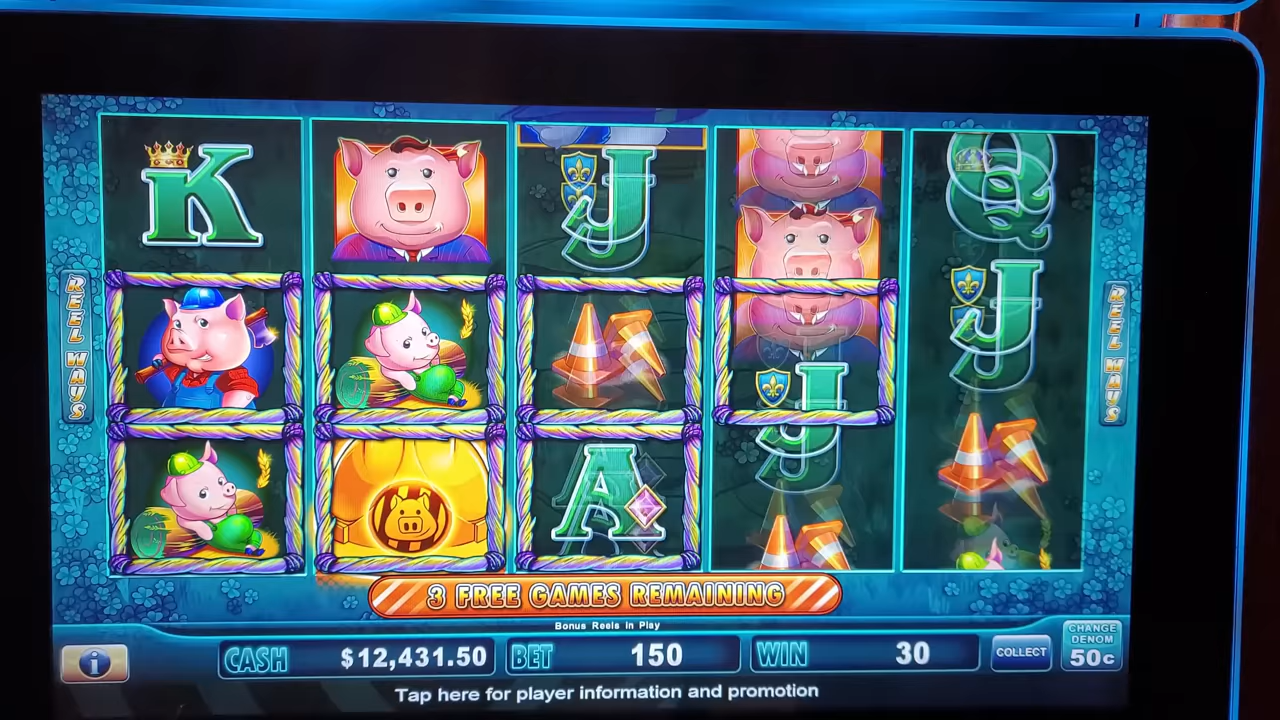 K
J
Q
J
J
J
A
REEL WAYS
REEL WAYS
3 FREE GAMES REMAINING
Bonus Reels In Play
CASH $12,431.50 BET 150 WIN 30 COLLECT
CHANGE
DENOM
50¢
Tap here for player information and promotion